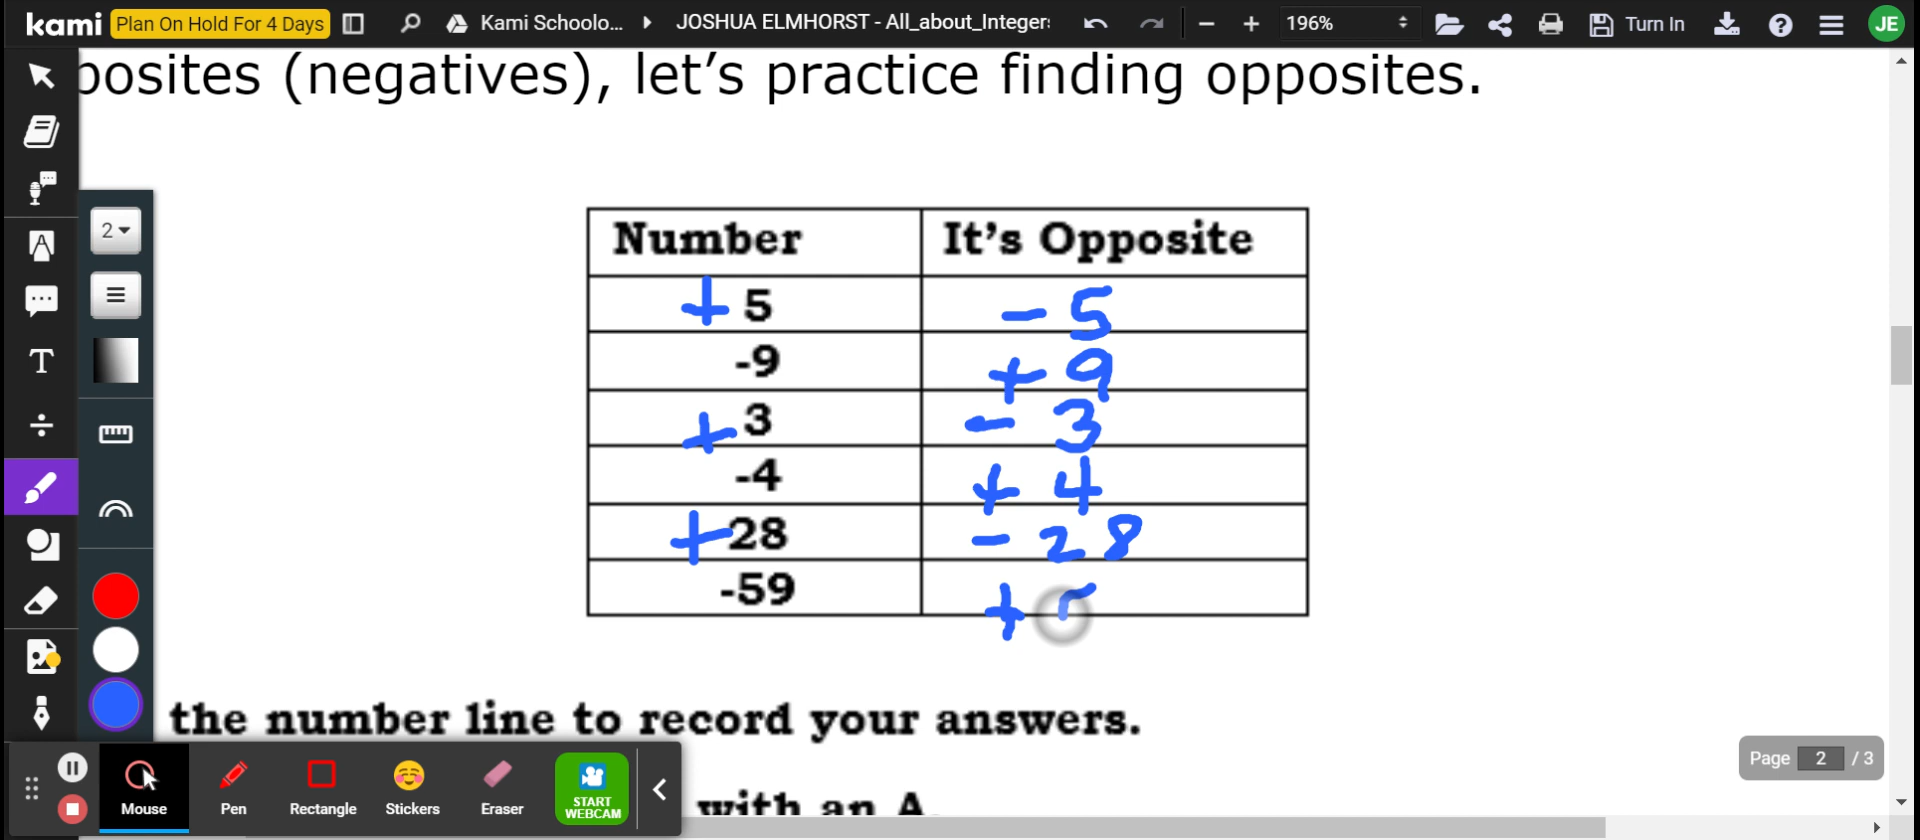 kami Plan On Hold For 4 Days Kami Schoolo... JOSHUA ELMHORST - All_about_Integer 196% Turn In JE
posites (negatives), let's practice finding opposites.
2
Number It's Opposite
+5 -5
-9 +9
+3 -3
-4 +4
+28 -28
-59 +
the number line to record your answers.
Page 2 / 3
Mouse Pen Rectangle Stickers Eraser START WEBCAM
with an A.